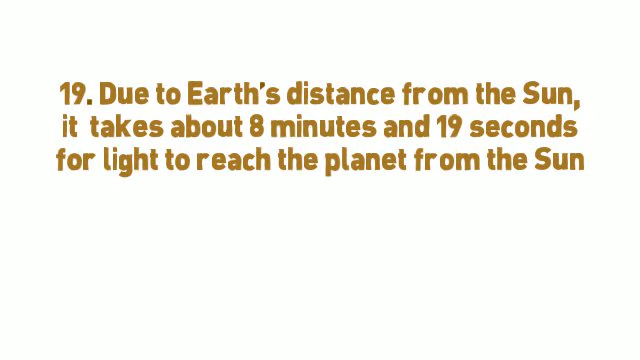 19. Due to Earth's distance from the Sun,
it takes about 8 minutes and 19 seconds
for light to reach the planet from the Sun